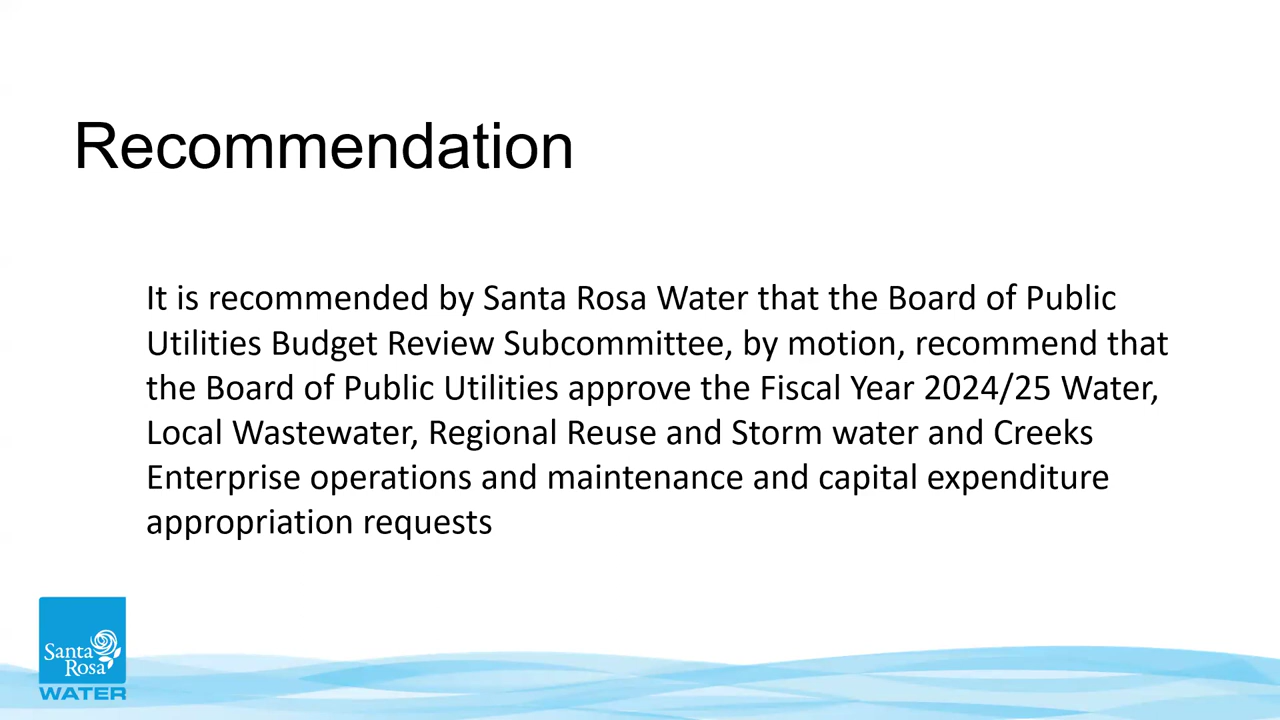 Recommendation
It is recommended by Santa Rosa Water that the Board of Public
Utilities Budget Review Subcommittee, by motion, recommend that
the Board of Public Utilities approve the Fiscal Year 2024/25 Water,
Local Wastewater, Regional Reuse and Storm water and Creeks
Enterprise operations and maintenance and capital expenditure
appropriation requests
Santa
Rosa
WATER